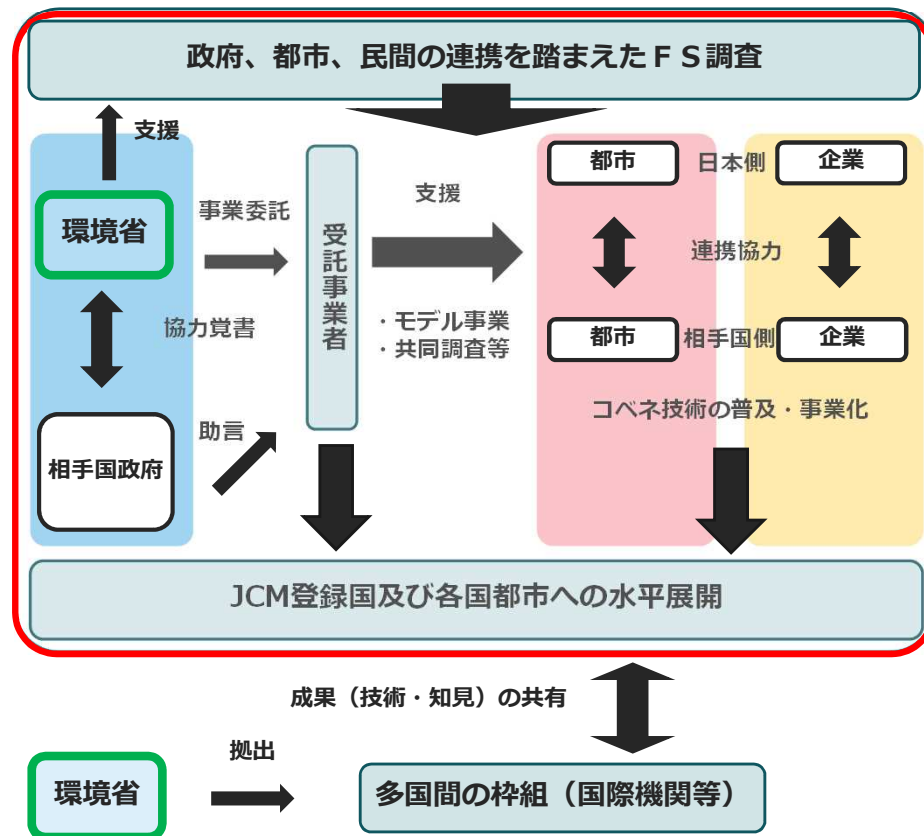 政府、都市、民間の連携を踏まえたＦＳ調査
支援
環境省
事業委託
協力覚書
相手国政府
助言
受託事業者
支援
・モデル事業
・共同調査等
都市
日本側
企業
連携協力
都市
相手国側
企業
コベネ技術の普及・事業化
JCM登録国及び各国都市への水平展開
成果（技術・知見）の共有
環境省
拠出
多国間の枠組（国際機関等）